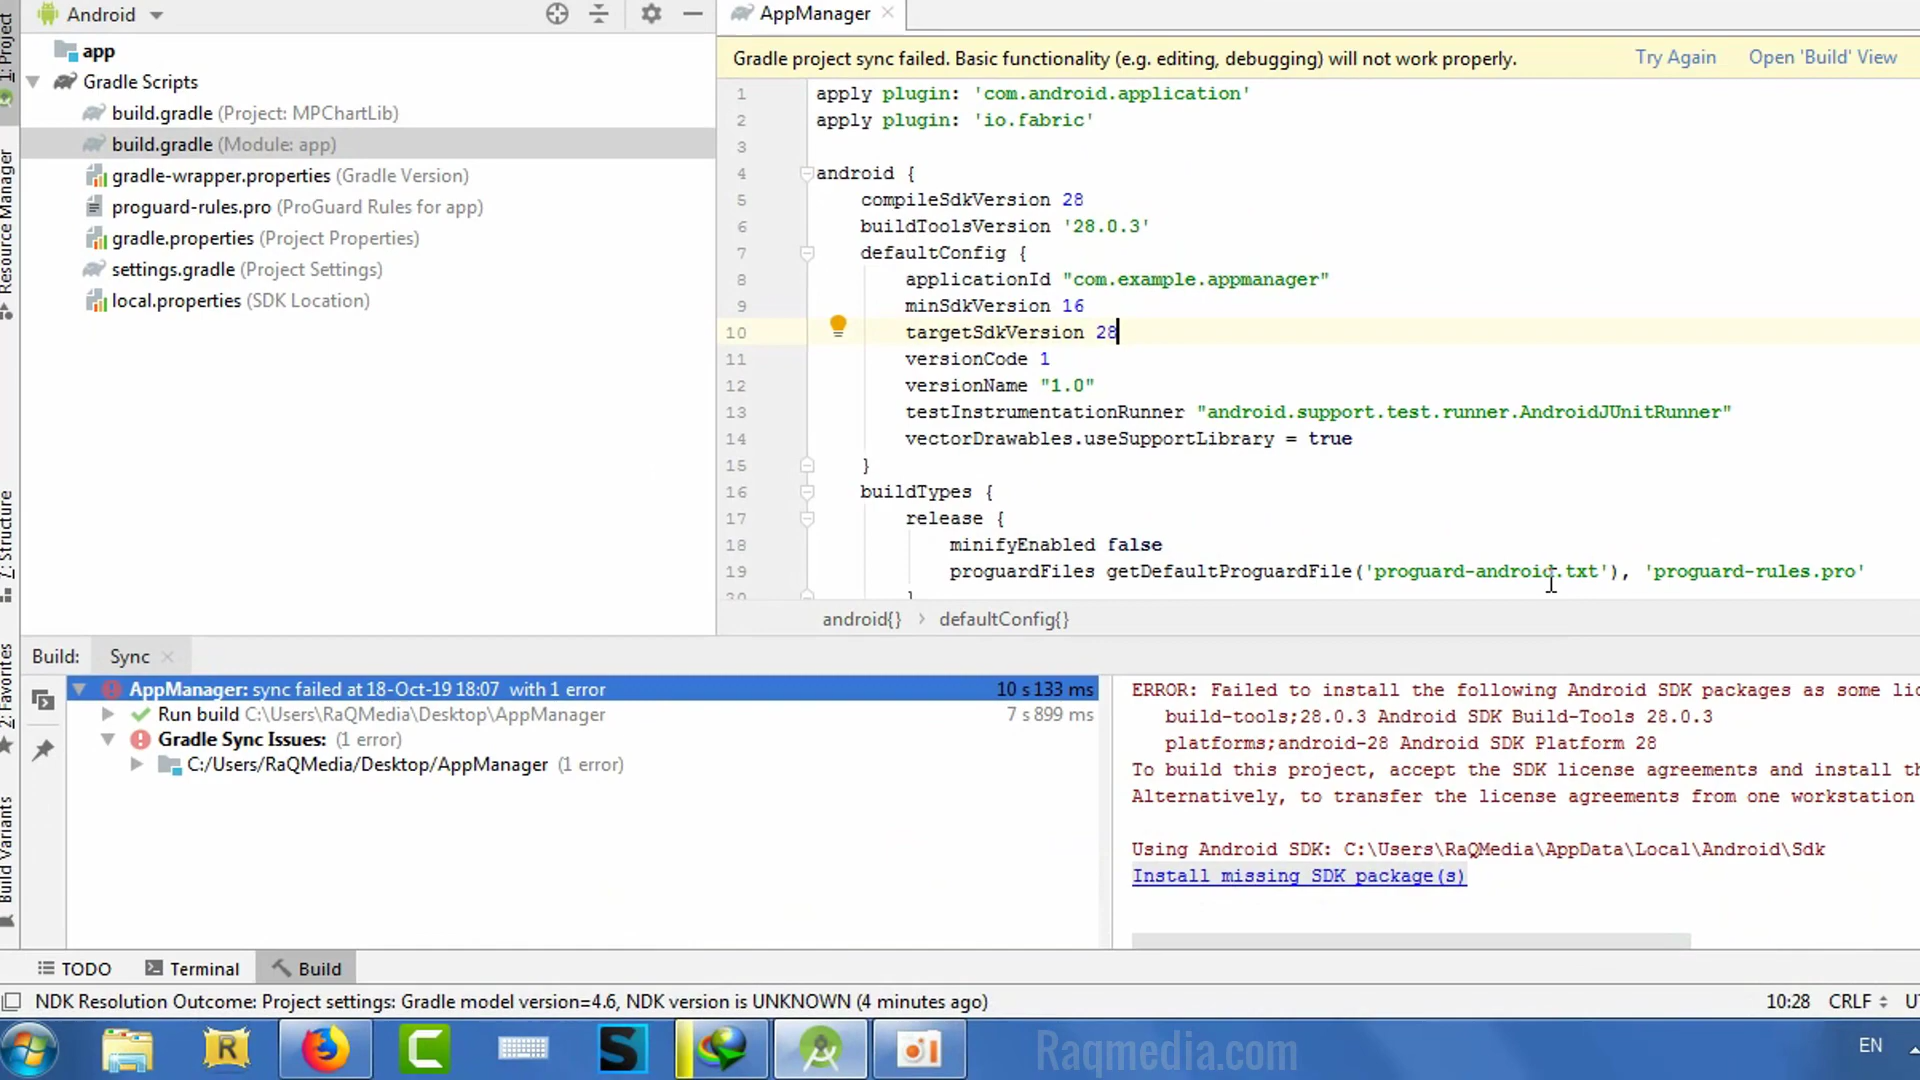 Android
AppManager
1: Project
Resource Manager
7: Structure
2: Favorites
Build Variants
app
Gradle Scripts
build.gradle (Project: MPChartLib)
build.gradle (Module: app)
gradle-wrapper.properties (Gradle Version)
proguard-rules.pro (ProGuard Rules for app)
gradle.properties (Project Properties)
settings.gradle (Project Settings)
local.properties (SDK Location)
Gradle project sync failed. Basic functionality (e.g. editing, debugging) will not work properly.
Try Again
Open 'Build' View
1 apply plugin: 'com.android.application'
2 apply plugin: 'io.fabric'
3
4 android {
5 compileSdkVersion 28
6 buildToolsVersion '28.0.3'
7 defaultConfig {
8 applicationId "com.example.appmanager"
9 minSdkVersion 16
10 targetSdkVersion 28
11 versionCode 1
12 versionName "1.0"
13 testInstrumentationRunner "android.support.test.runner.AndroidJUnitRunner"
14 vectorDrawables.useSupportLibrary = true
15 }
16 buildTypes {
17 release {
18 minifyEnabled false
19 proguardFiles getDefaultProguardFile('proguard-android.txt'), 'proguard-rules.pro'
20 }
android{} › defaultConfig{}
Build: Sync
AppManager: sync failed at 18-Oct-19 18:07 with 1 error 10 s 133 ms
Run build C:\Users\RaQMedia\Desktop\AppManager 7 s 899 ms
Gradle Sync Issues: (1 error)
C:/Users/RaQMedia/Desktop/AppManager (1 error)
ERROR: Failed to install the following Android SDK packages as some
build-tools;28.0.3 Android SDK Build-Tools 28.0.3
platforms;android-28 Android SDK Platform 28
To build this project, accept the SDK license agreements and install
Alternatively, to transfer the license agreements from one workstation
Using Android SDK: C:\Users\RaQMedia\AppData\Local\Android\Sdk
Install missing SDK package(s)
TODO Terminal Build
NDK Resolution Outcome: Project settings: Gradle model version=4.6, NDK version is UNKNOWN (4 minutes ago)
10:28 CRLF
Raqmedia.com
EN